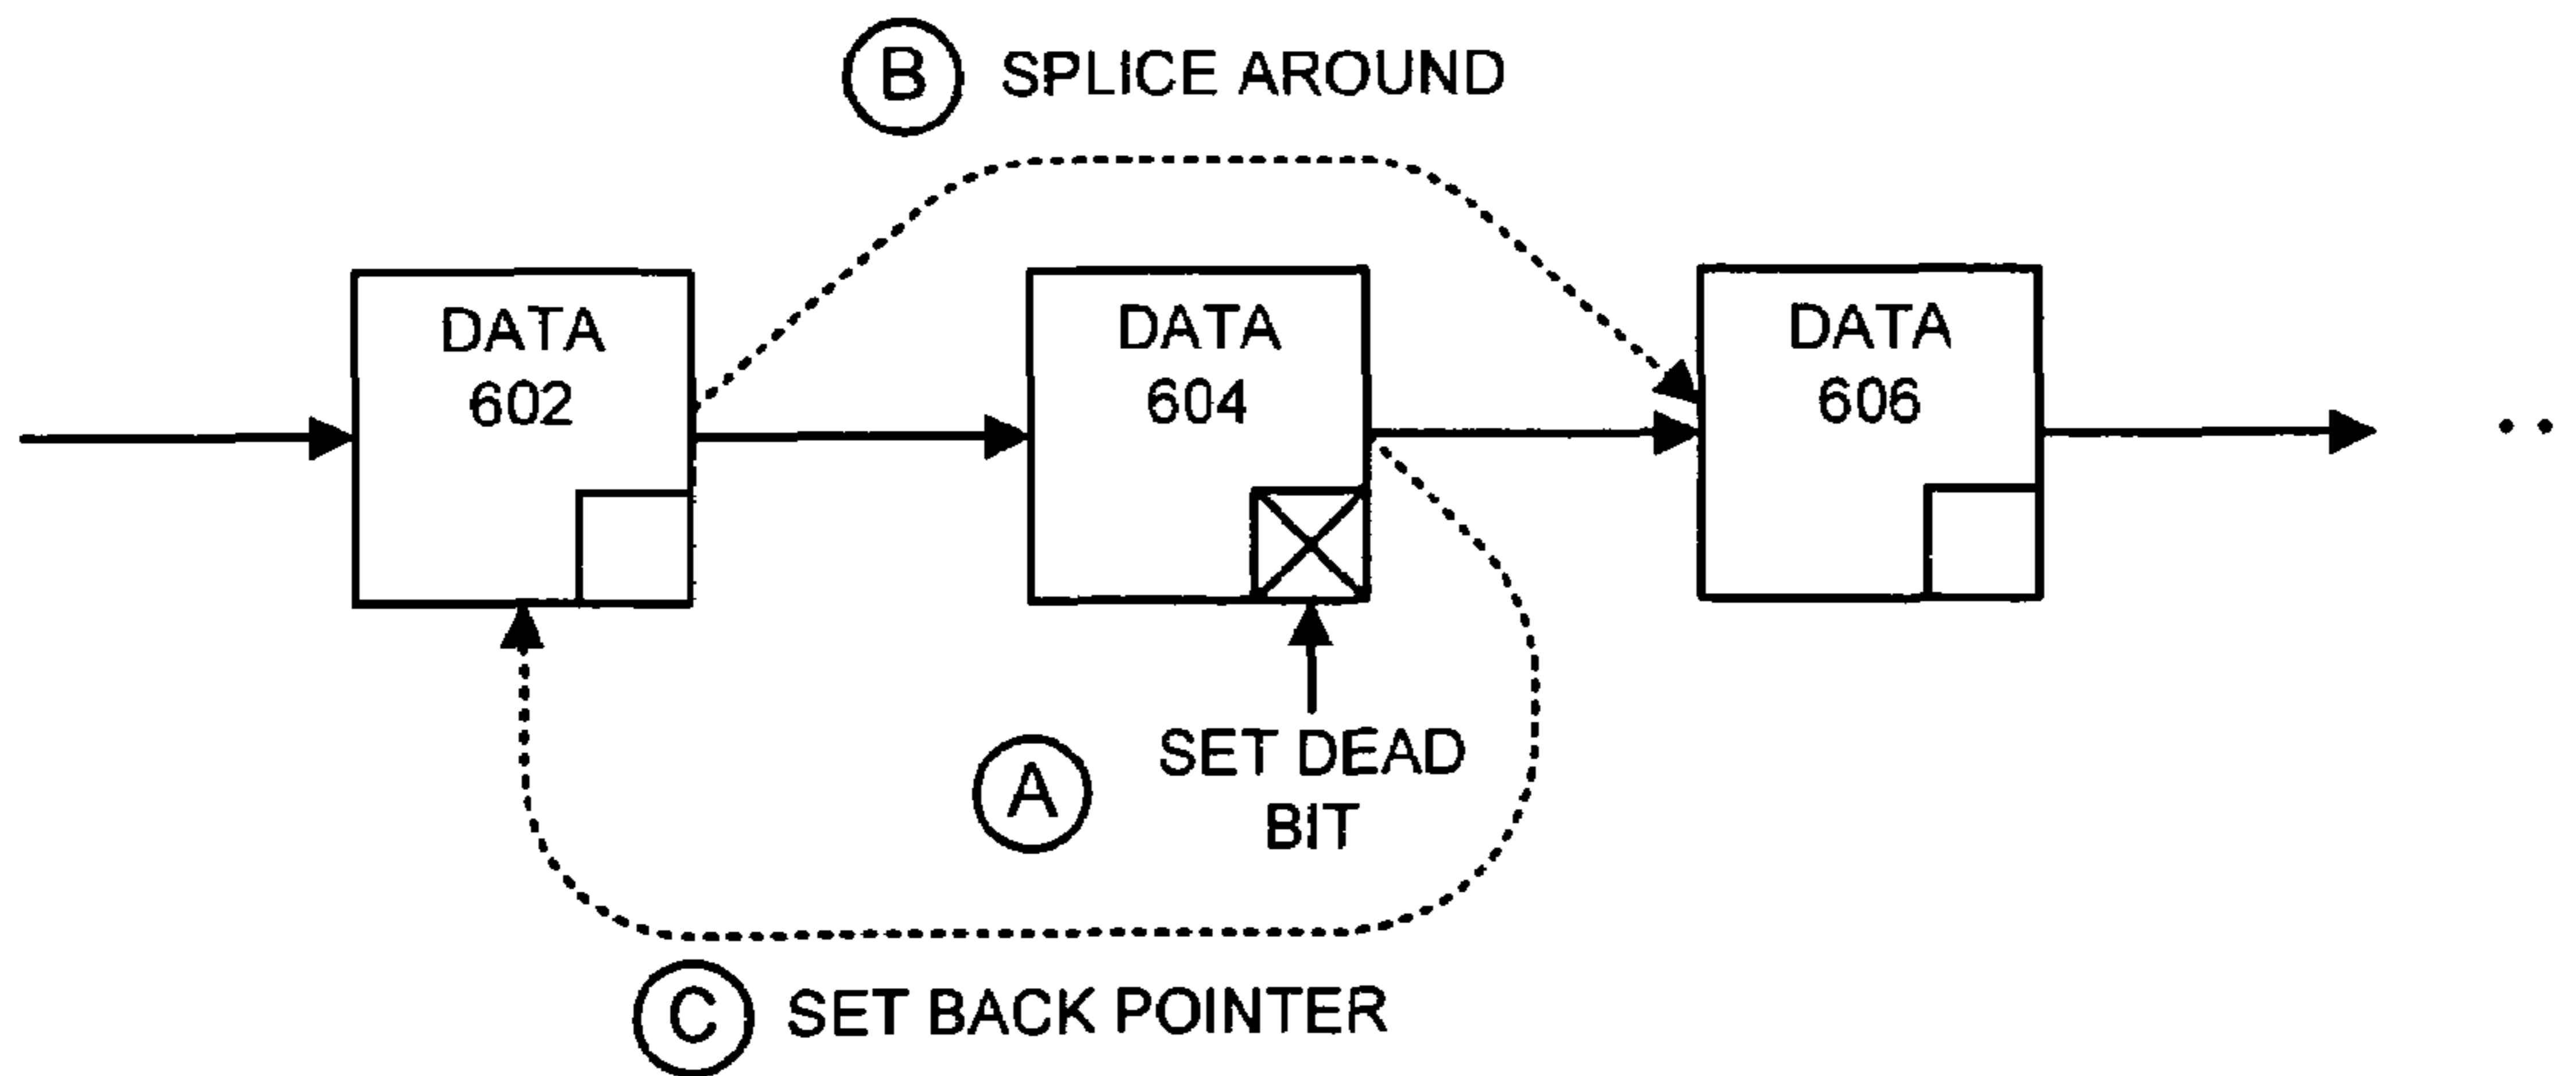 B SPLICE AROUND
DATA
602
DATA
604
DATA
606
A SET DEAD
BIT
C SET BACK POINTER